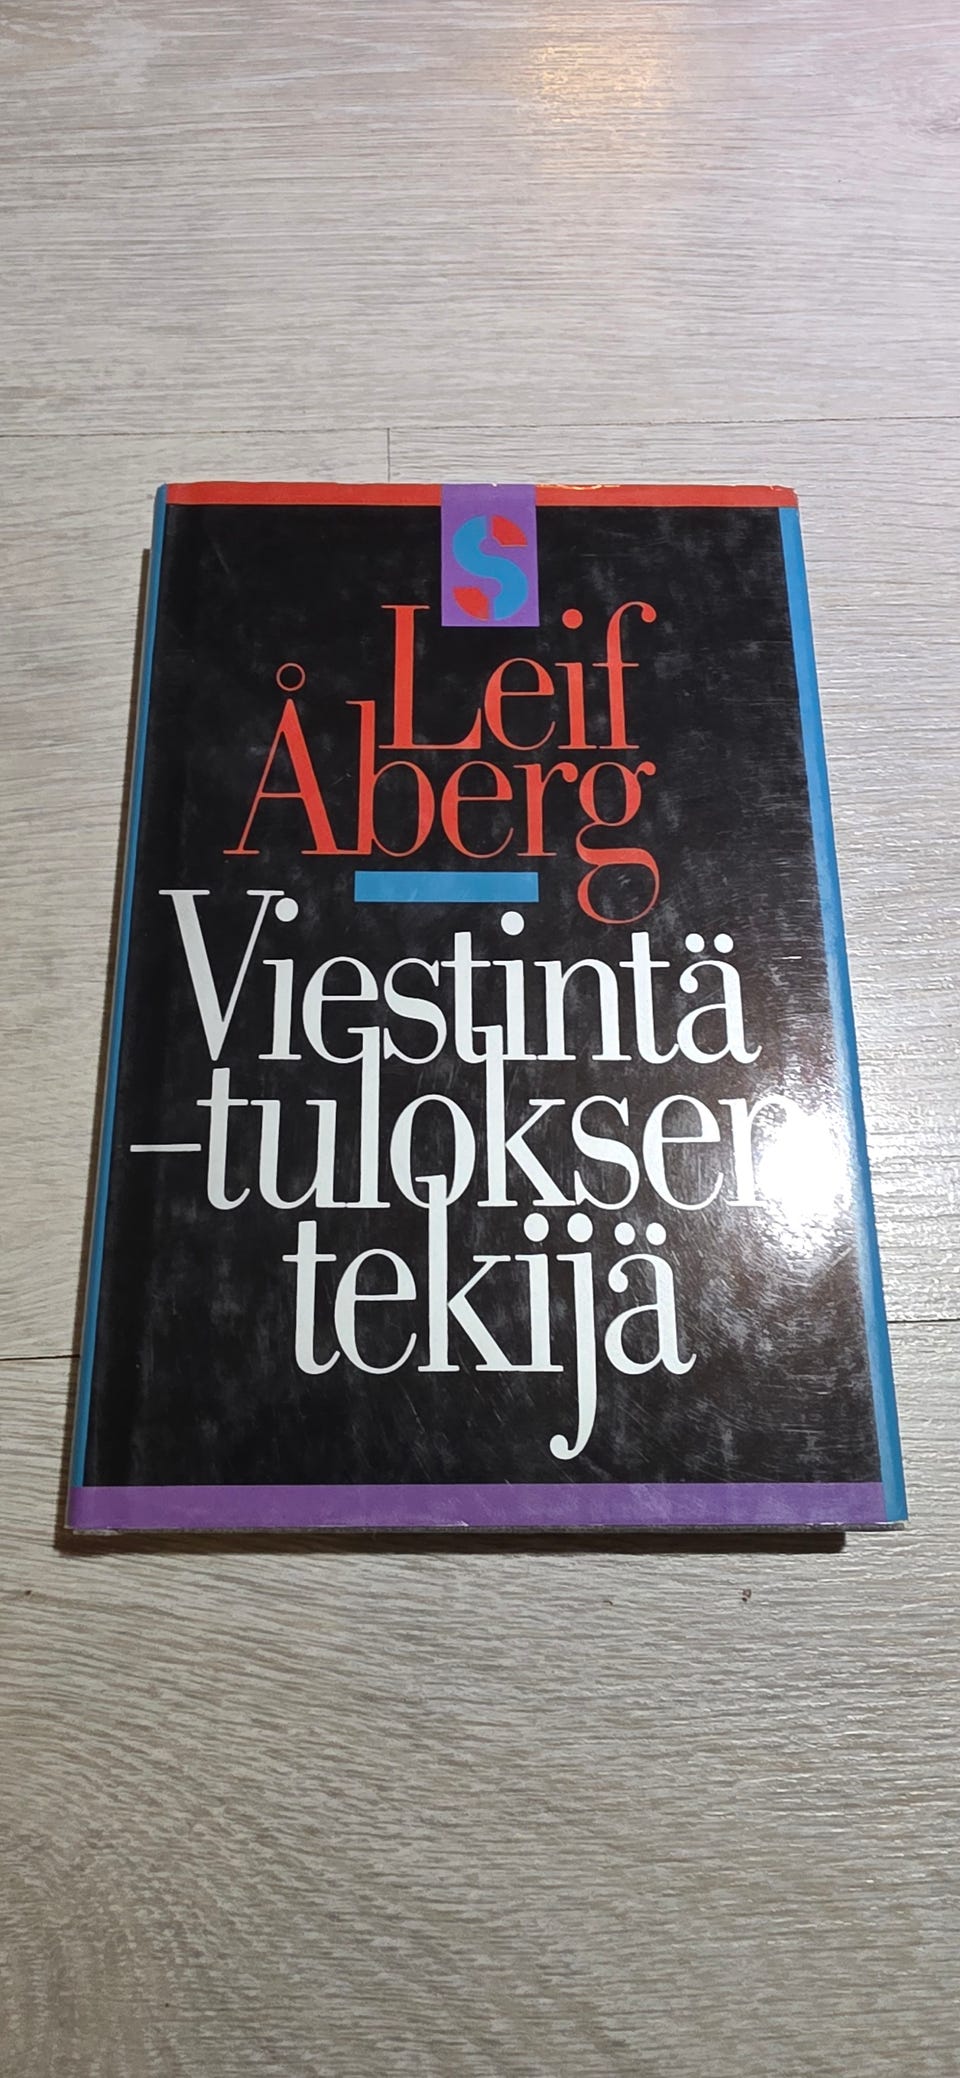 S
Leif
Åberg
Viestintä
–tuloksen
tekijä